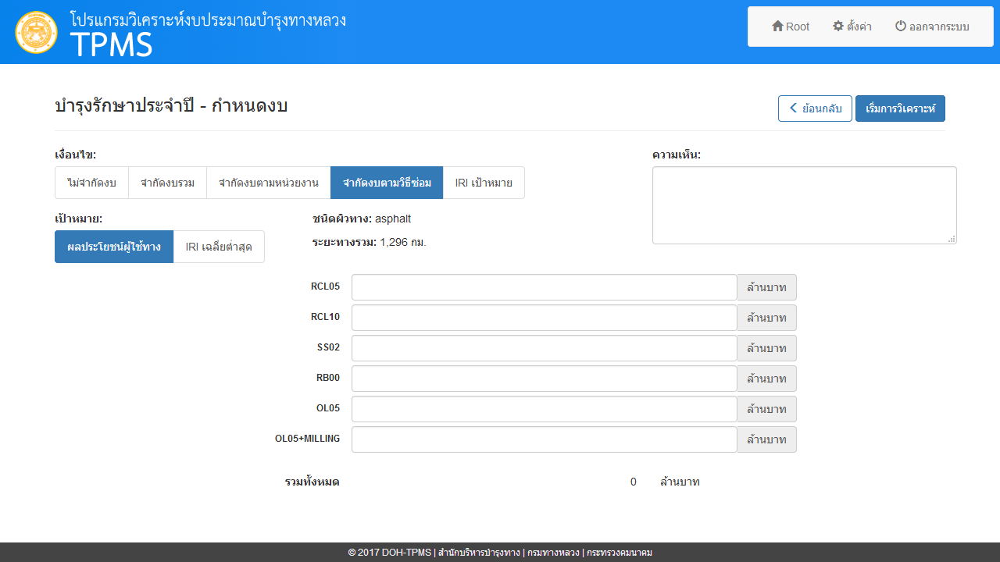 โปรแกรมวิเคราะห์งบประมาณบำรุงทางหลวง
TPMS
Root ตั้งค่า ออกจากระบบ
บำรุงรักษาประจำปี - กำหนดงบ
ย้อนกลับ เริ่มการวิเคราะห์
เงื่อนไข:
ไม่จำกัดงบ จำกัดงบรวม จำกัดงบตามหน่วยงาน จำกัดงบตามวิธีซ่อม IRI เป้าหมาย
ความเห็น:
เป้าหมาย:
ผลประโยชน์ผู้ใช้ทาง IRI เฉลี่ยต่ำสุด
ชนิดผิวทาง: asphalt
ระยะทางรวม: 1,296 กม.
RCL05 ล้านบาท
RCL10 ล้านบาท
SS02 ล้านบาท
RB00 ล้านบาท
OL05 ล้านบาท
OL05+MILLING ล้านบาท
รวมทั้งหมด 0 ล้านบาท
© 2017 DOH-TPMS | สำนักบริหารบำรุงทาง | กรมทางหลวง | กระทรวงคมนาคม